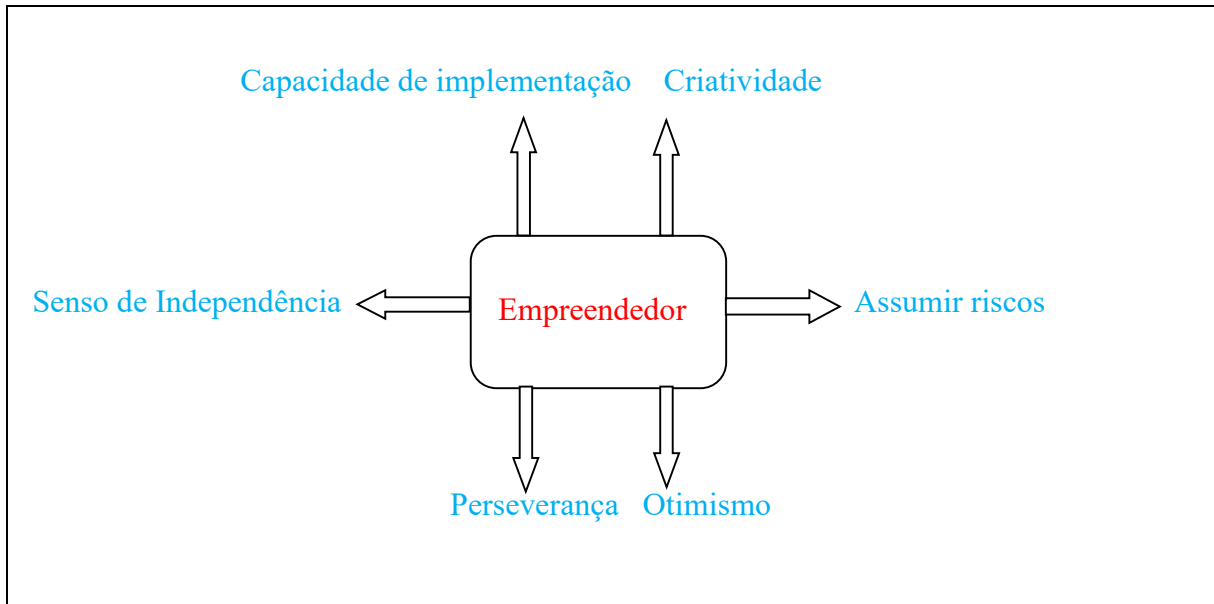 Capacidade de implementação Criatividade
Senso de Independência Empreendedor Assumir riscos
Perseverança Otimismo